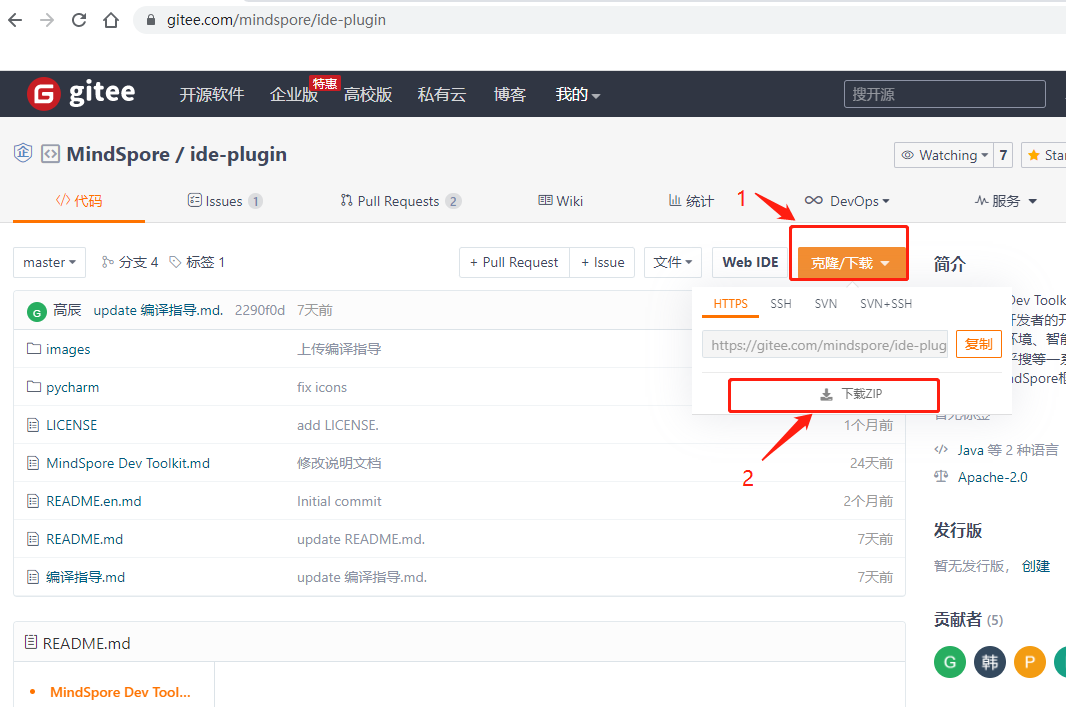 gitee.com/mindspore/ide-plugin
gitee 开源软件 企业版 特惠 高校版 私有云 博客 我的 搜开源
MindSpore / ide-plugin Watching 7 Star
代码 Issues 1 Pull Requests 2 Wiki 统计 1 DevOps 服务
master 分支 4 标签 1 + Pull Request + Issue 文件 Web IDE 克隆/下载
简介
HTTPS SSH SVN SVN+SSH
https://gitee.com/mindspore/ide-plug 复制
下载ZIP
2
高辰 update 编译指导.md. 2290f0d 7天前
images 上传编译指导
pycharm fix icons
LICENSE add LICENSE. 1个月前
MindSpore Dev Toolkit.md 修改说明文档 24天前
README.en.md Initial commit 2个月前
README.md update README.md. 7天前
编译指导.md update 编译指导.md. 7天前
Dev Toolk
开发者的开
环境、智能
搜等一系
dSpore框
暂无标签
Java 等 2 种语言
Apache-2.0
发行版
暂无发行版，创建
贡献者 (5)
G 韩 P
README.md
MindSpore Dev Tool...